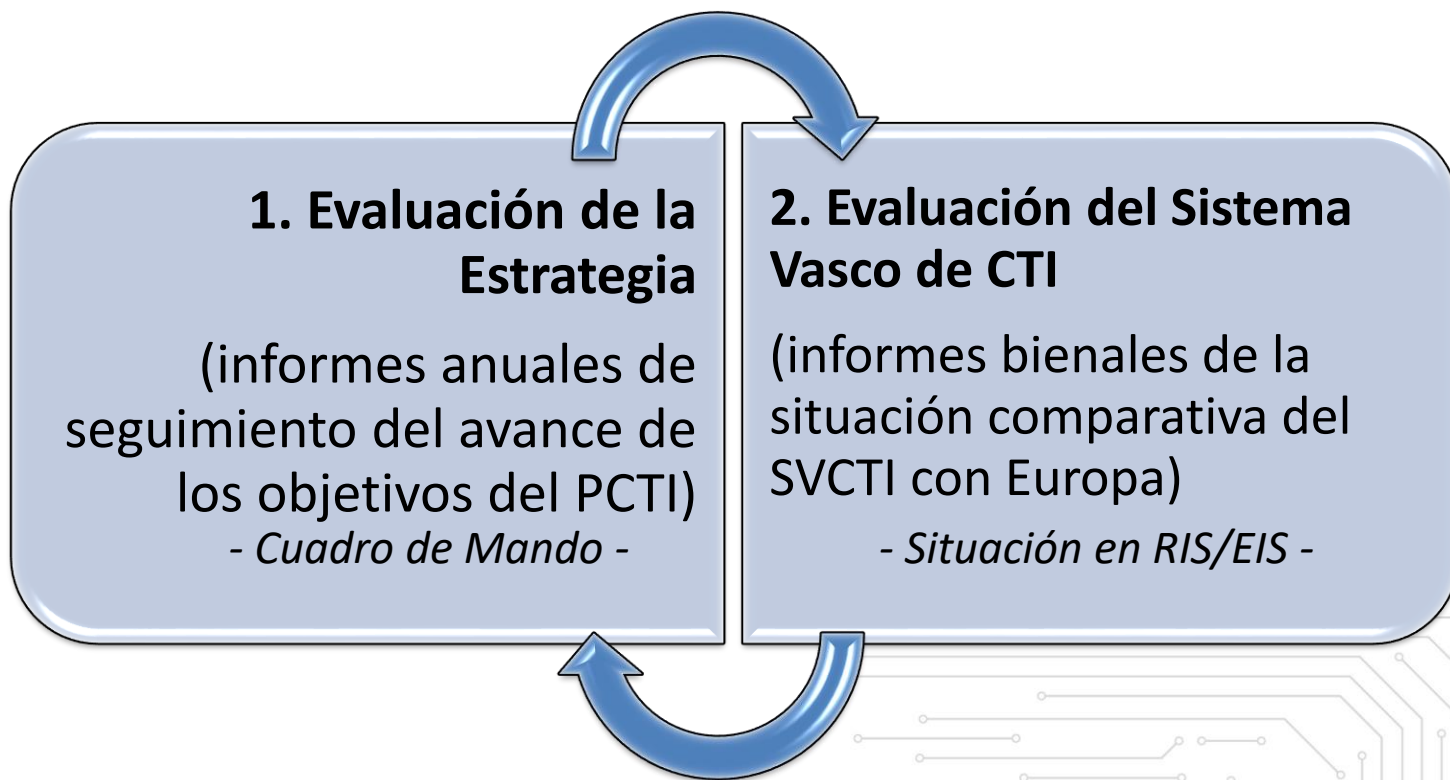 1. Evaluación de la
Estrategia
(informes anuales de
seguimiento del avance de
los objetivos del PCTI)
- Cuadro de Mando -
2. Evaluación del Sistema
Vasco de CTI
(informes bienales de la
situación comparativa del
SVCTI con Europa)
- Situación en RIS/EIS -